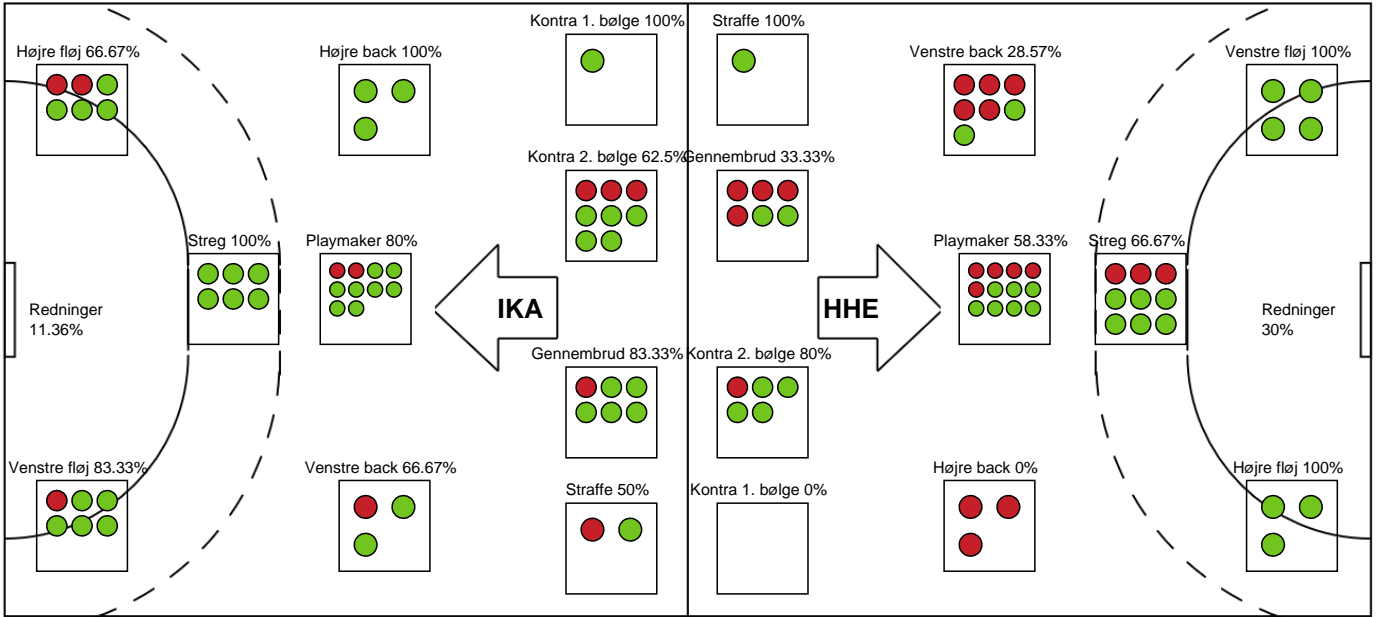 Kontra 1. bølge 100%
Straffe 100%
Højre fløj 66.67%
Højre back 100%
Venstre back 28.57%
Venstre fløj 100%
Kontra 2. bølge 62.5%
Gennembrud 33.33%
Streg 100%
Playmaker 80%
Playmaker 58.33%
Streg 66.67%
Redninger
11.36%
IKA
HHE
Redninger
30%
Gennembrud 83.33%
Kontra 2. bølge 80%
Venstre fløj 83.33%
Venstre back 66.67%
Straffe 50%
Kontra 1. bølge 0%
Højre back 0%
Højre fløj 100%